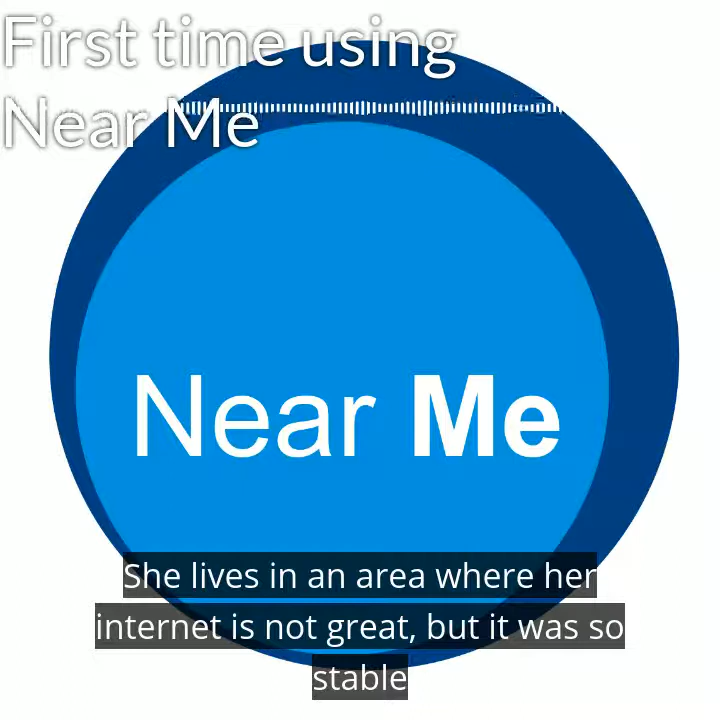 First time using
Near Me
Near Me
She lives in an area where her
internet is not great, but it was so
stable